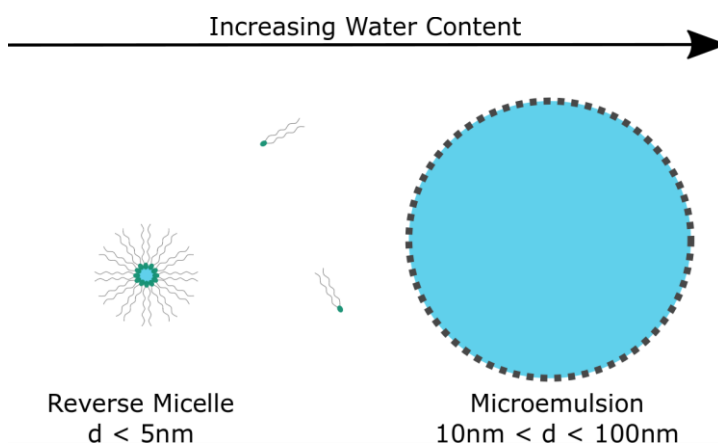 Increasing Water Content
Reverse Micelle
d < 5nm
Microemulsion
10nm < d < 100nm